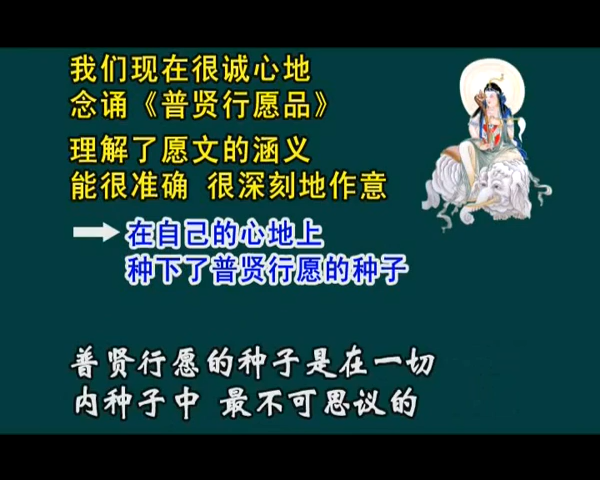 我们现在很诚心地
念诵《普贤行愿品》
理解了愿文的涵义
能很准确 很深刻地作意
在自己的心地上
种下了普贤行愿的种子
普贤行愿的种子是在一切
内种子中 最不可思议的